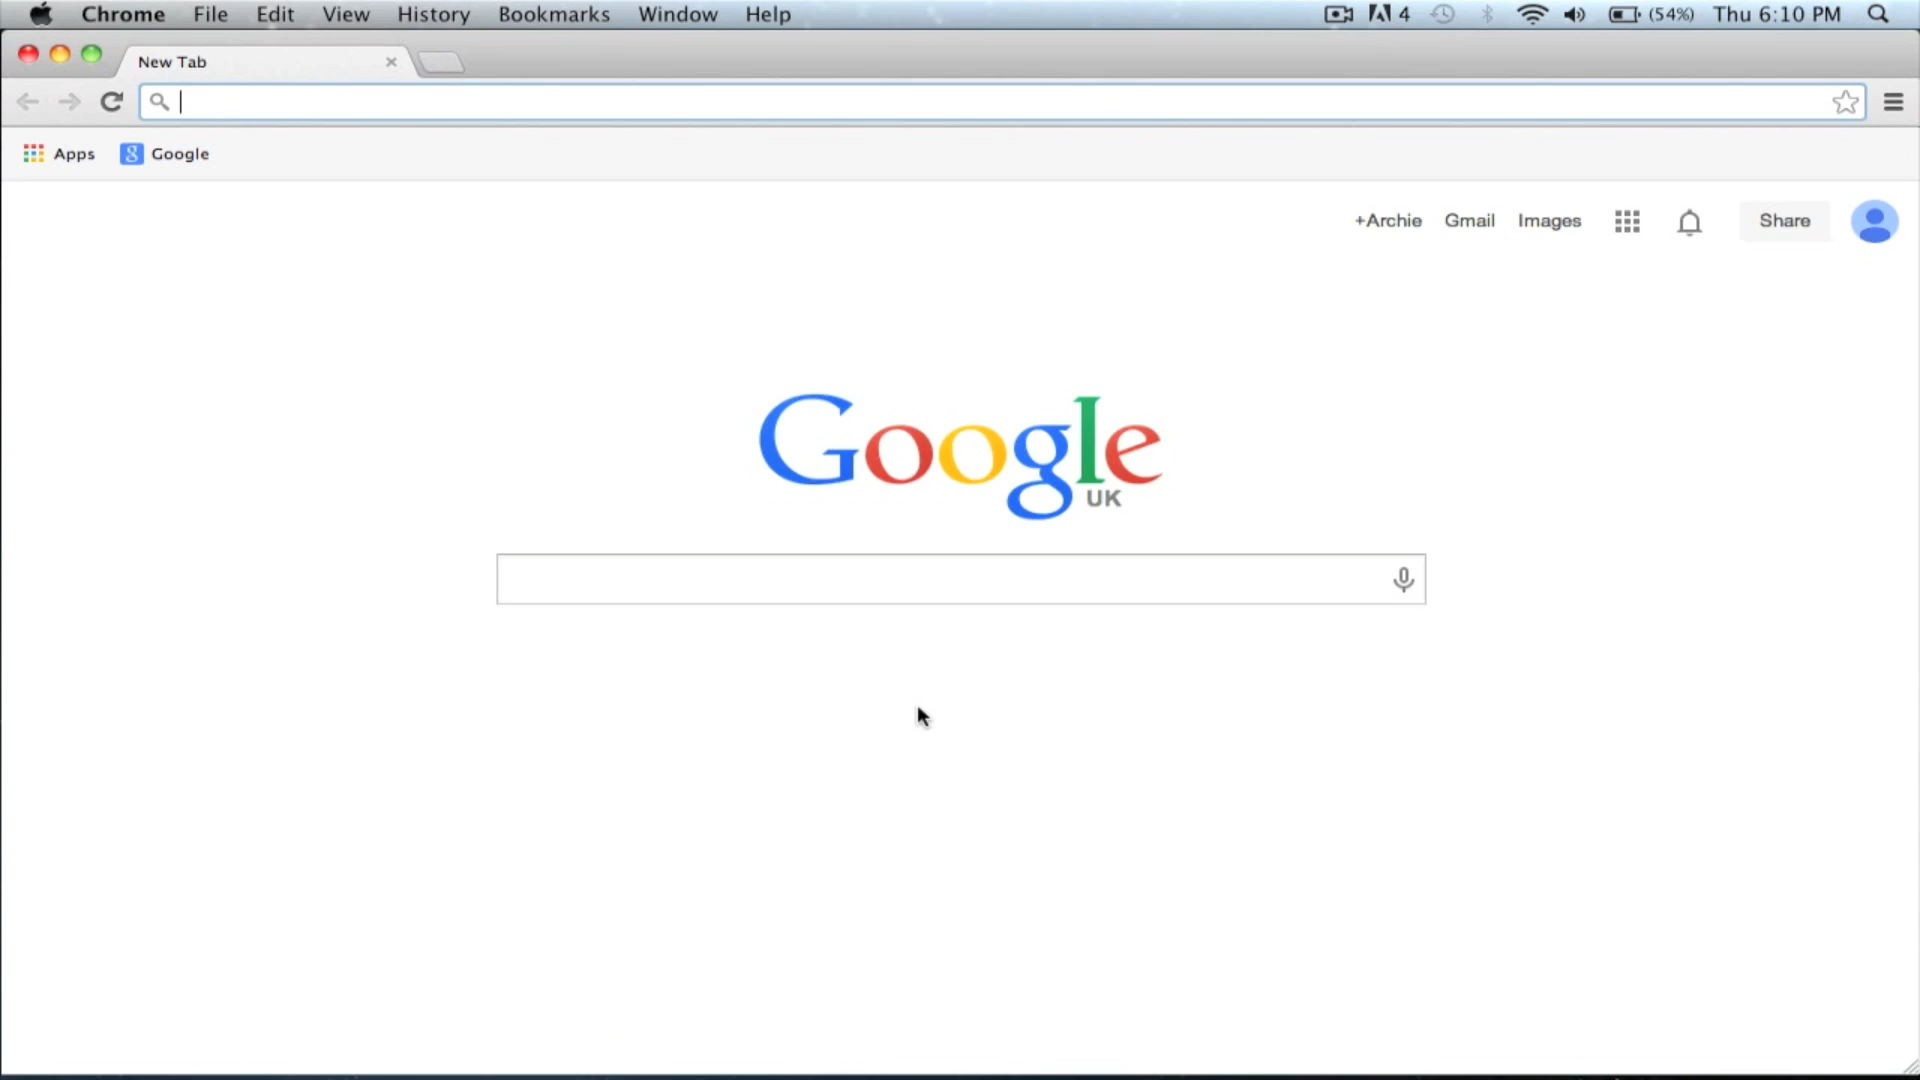 Chrome File Edit View History Bookmarks Window Help 4 (54%) Thu 6:10 PM
New Tab
Apps Google
+Archie Gmail Images Share
Google
UK